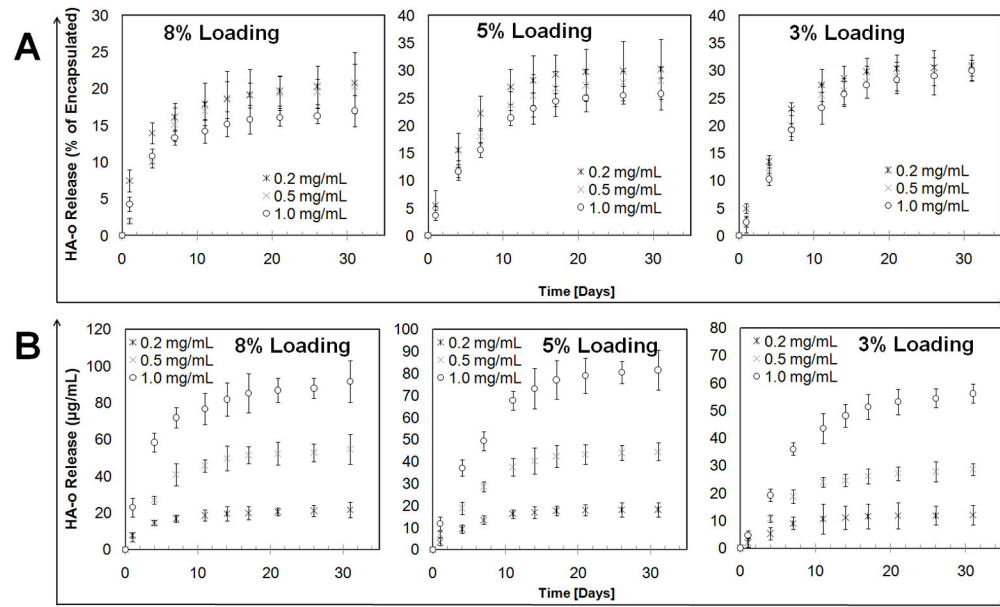 A
HA-o Release (% of Encapsulated)
8% Loading
30
25
20
15
10
5
0
0 10 20 30
0.2 mg/mL
0.5 mg/mL
1.0 mg/mL
5% Loading
40
35
30
25
20
15
10
5
0
0 10 20 30
0.2 mg/mL
0.5 mg/mL
1.0 mg/mL
3% Loading
40
35
30
25
20
15
10
5
0
0 10 20 30
0.2 mg/mL
0.5 mg/mL
1.0 mg/mL
Time [Days]
B
HA-o Release (µg/mL)
8% Loading
120
100
80
60
40
20
0
0 10 20 30
0.2 mg/mL
0.5 mg/mL
1.0 mg/mL
5% Loading
100
90
80
70
60
50
40
30
20
10
0
0 10 20 30
0.2 mg/mL
0.5 mg/mL
1.0 mg/mL
3% Loading
80
70
60
50
40
30
20
10
0
0 10 20 30
0.2 mg/mL
0.5 mg/mL
1.0 mg/mL
Time [Days]